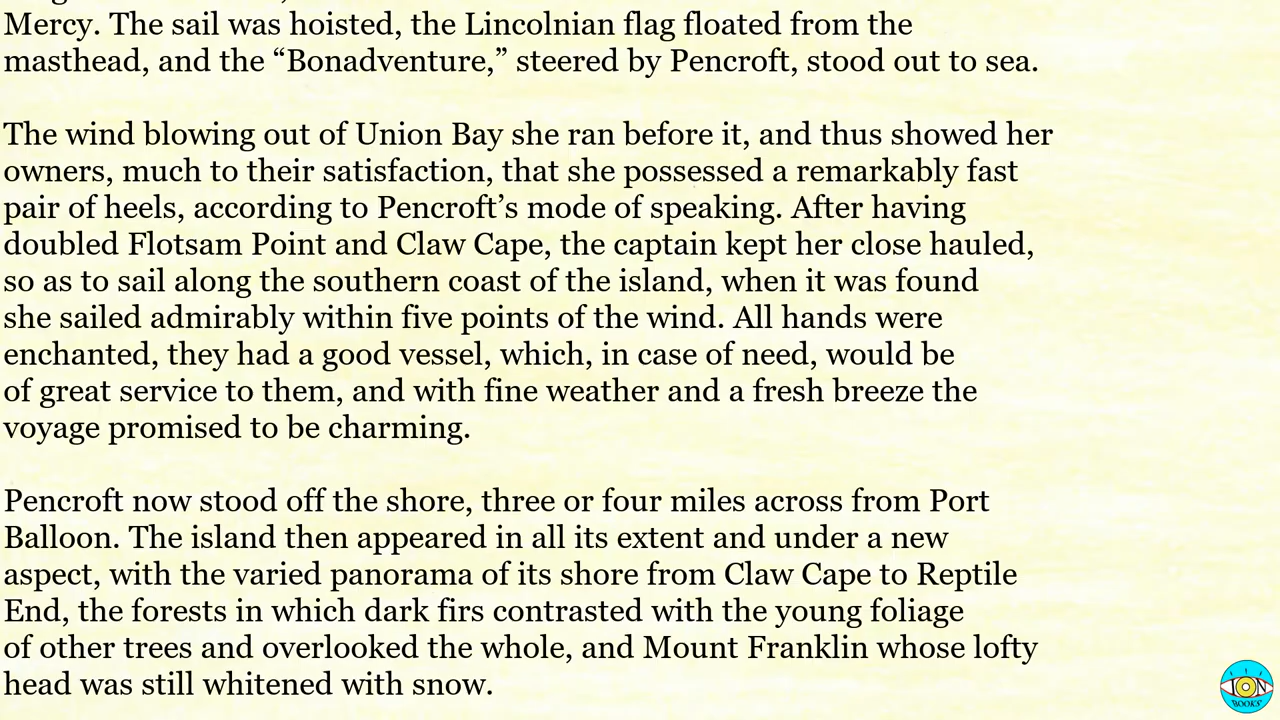 Mercy. The sail was hoisted, the Lincolnian flag floated from the
masthead, and the “Bonadventure,” steered by Pencroft, stood out to sea.
The wind blowing out of Union Bay she ran before it, and thus showed her
owners, much to their satisfaction, that she possessed a remarkably fast
pair of heels, according to Pencroft’s mode of speaking. After having
doubled Flotsam Point and Claw Cape, the captain kept her close hauled,
so as to sail along the southern coast of the island, when it was found
she sailed admirably within five points of the wind. All hands were
enchanted, they had a good vessel, which, in case of need, would be
of great service to them, and with fine weather and a fresh breeze the
voyage promised to be charming.
Pencroft now stood off the shore, three or four miles across from Port
Balloon. The island then appeared in all its extent and under a new
aspect, with the varied panorama of its shore from Claw Cape to Reptile
End, the forests in which dark firs contrasted with the young foliage
of other trees and overlooked the whole, and Mount Franklin whose lofty
head was still whitened with snow.
ION
BOOKS